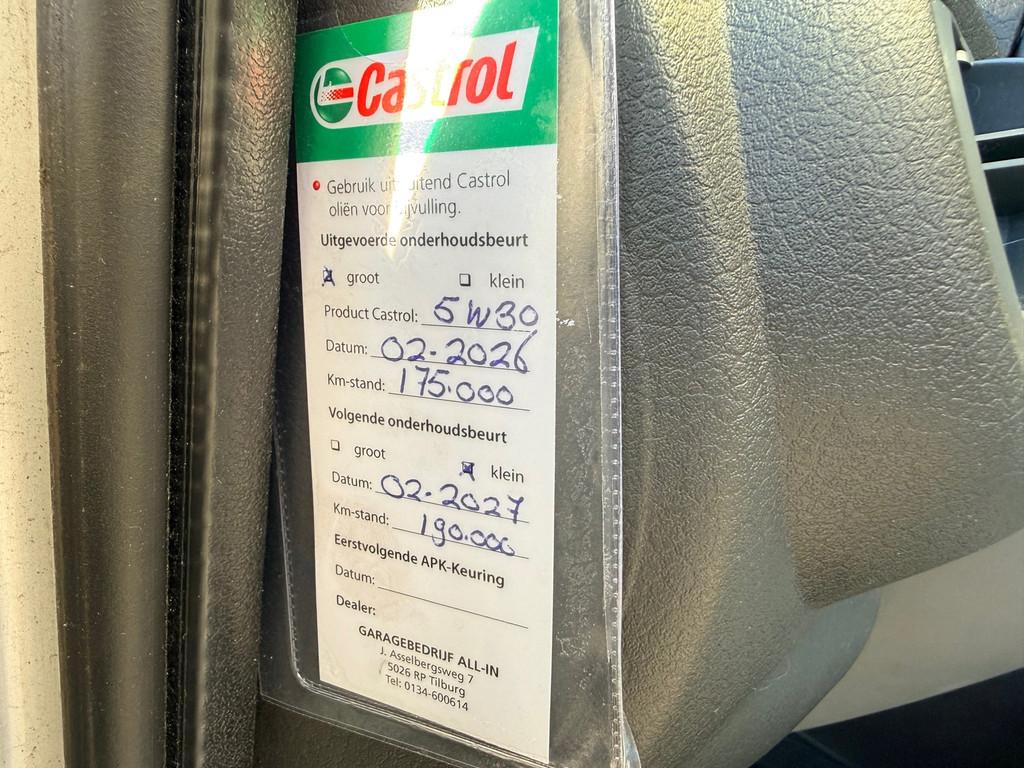 Castrol
Gebruik uitsluitend Castrol
oliën voor bijvulling.
Uitgevoerde onderhoudsbeurt
groot klein
Product Castrol: 5W30
Datum: 02-2026
Km-stand: 175.000
Volgende onderhoudsbeurt
groot klein
Datum: 02-2027
Km-stand: 190.000
Eerstvolgende APK-Keuring
Datum:
Dealer:
GARAGEBEDRIJF ALL-IN
J. Asselbergsweg 7
5026 RP Tilburg
Tel: 0134-600614